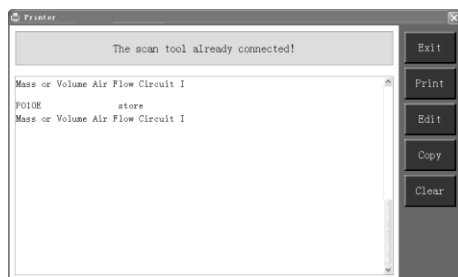 Printer
The scan tool already connected!
Exit
Mass or Volume Air Flow Circuit I
Print
P010E store
Mass or Volume Air Flow Circuit I
Edit
Copy
Clear